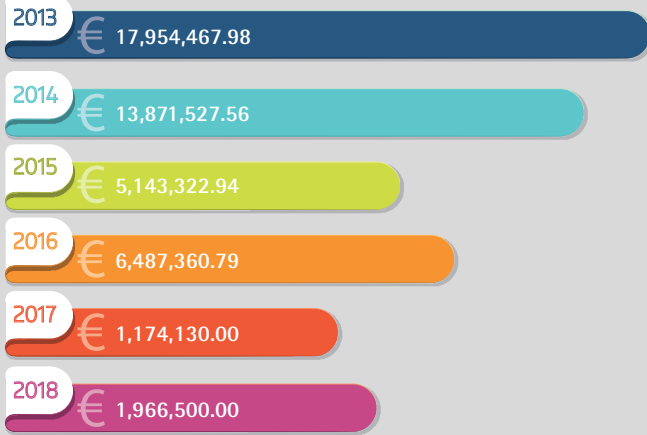 2013 € 17,954,467.98
2014 € 13,871,527.56
2015 € 5,143,322.94
2016 € 6,487,360.79
2017 € 1,174,130.00
2018 € 1,966,500.00